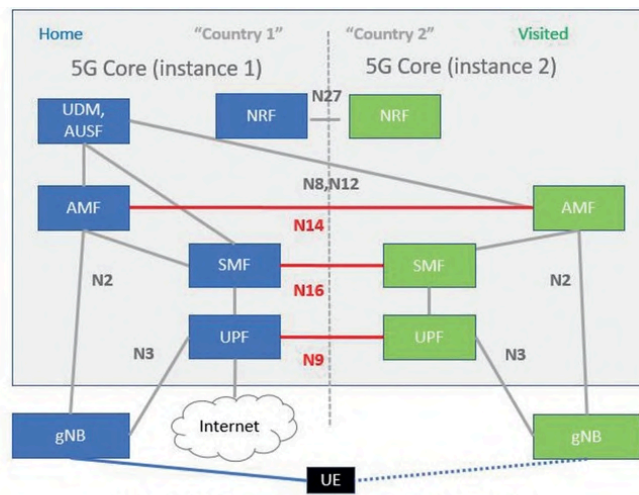 Home
"Country 1"
"Country 2"
Visited
5G Core (instance 1)
5G Core (instance 2)
UDM,
AUSF
NRF
N27
NRF
N8,N12
AMF
AMF
N14
N2
SMF
SMF
N2
N16
N3
UPF
UPF
N3
N9
gNB
Internet
gNB
UE